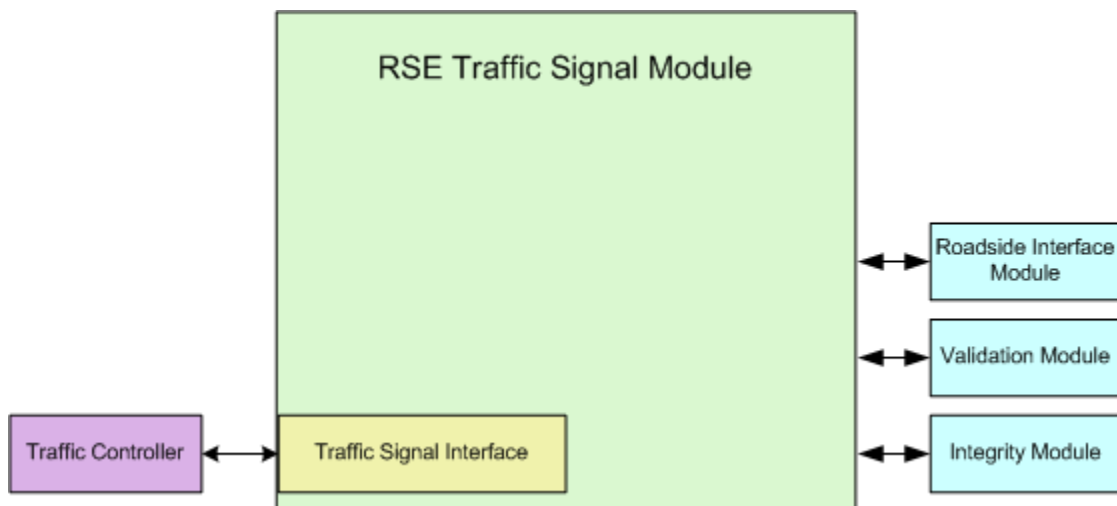 RSE Traffic Signal Module
Roadside Interface
Module
Validation Module
Traffic Controller
Traffic Signal Interface
Integrity Module